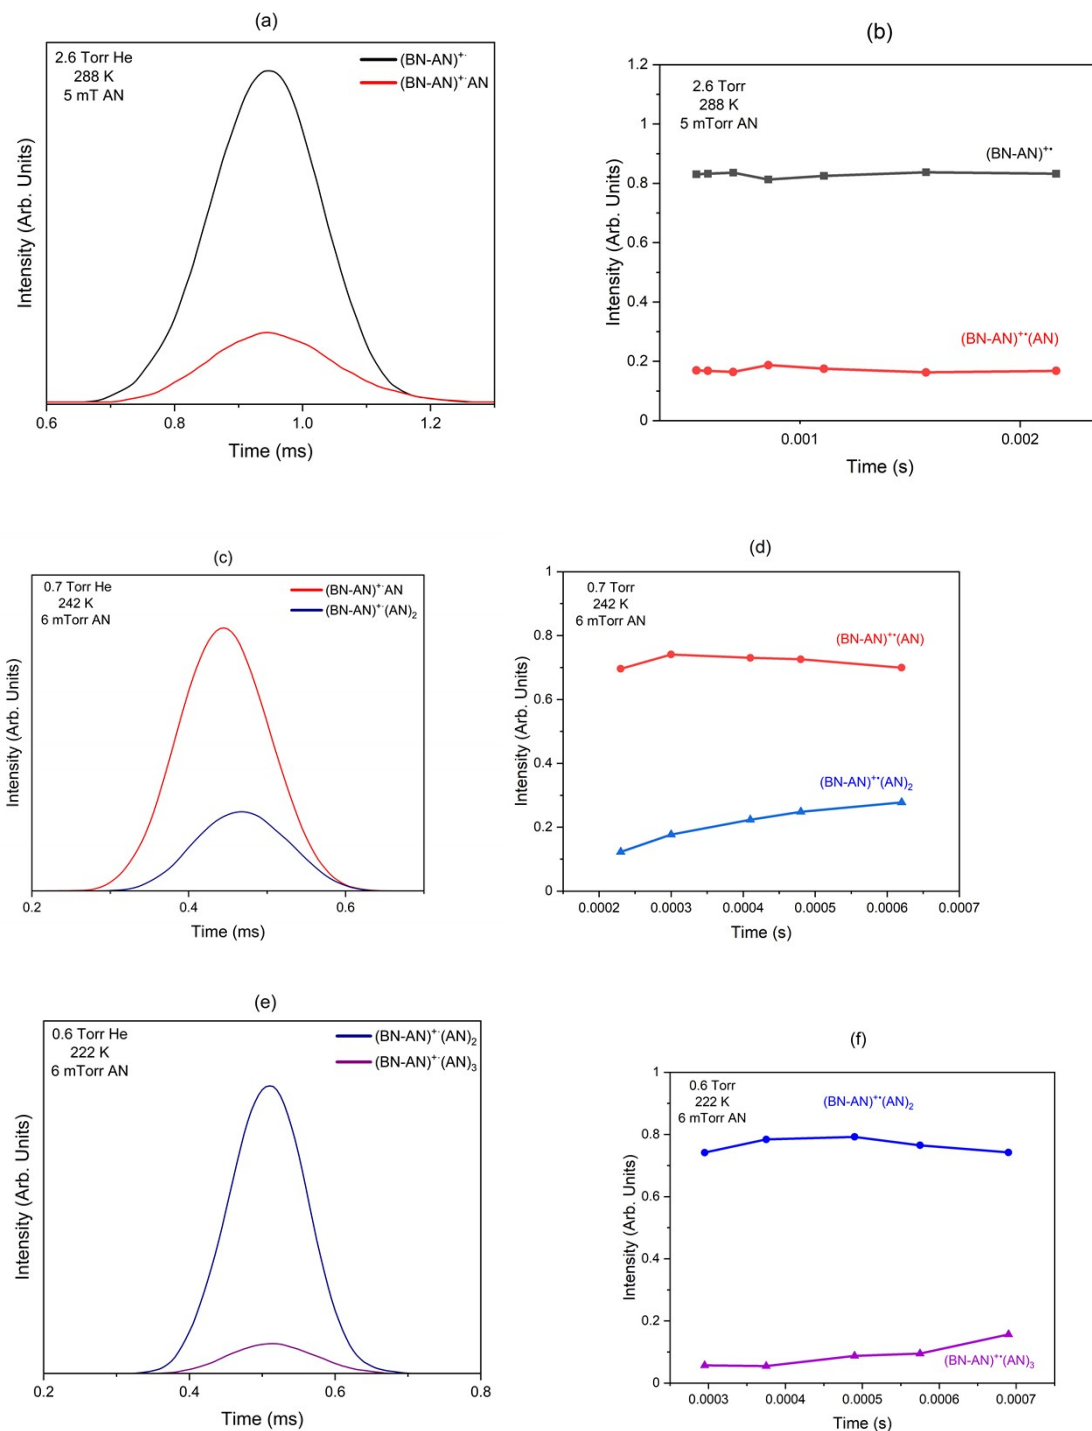 (a)
2.6 Torr He
288 K
5 mT AN
(BN-AN)⁺·
(BN-AN)⁺·AN
Intensity (Arb. Units)
0.6
0.8
1.0
1.2
Time (ms)
(b)
2.6 Torr
288 K
5 mTorr AN
(BN-AN)⁺•
(BN-AN)⁺•(AN)
Intensity (Arb. Units)
1.2
1
0.8
0.6
0.4
0.2
0
0.001
0.002
Time (s)
(c)
0.7 Torr He
242 K
6 mTorr AN
(BN-AN)⁺·AN
(BN-AN)⁺·(AN)₂
Intensity (Arb. Units)
0.2
0.4
0.6
Time (ms)
(d)
0.7 Torr
242 K
6 mTorr AN
(BN-AN)⁺•(AN)
(BN-AN)⁺•(AN)₂
Intensity (Arb. Units)
1
0.8
0.6
0.4
0.2
0
0.0002
0.0003
0.0004
0.0005
0.0006
0.0007
Time (s)
(e)
0.6 Torr He
222 K
6 mTorr AN
(BN-AN)⁺·(AN)₂
(BN-AN)⁺·(AN)₃
Intensity (Arb. Units)
0.2
0.4
0.6
0.8
Time (ms)
(f)
0.6 Torr
222 K
6 mTorr AN
(BN-AN)⁺•(AN)₂
(BN-AN)⁺•(AN)₃
Intensity (Arb. Units)
1
0.8
0.6
0.4
0.2
0
0.0003
0.0004
0.0005
0.0006
0.0007
Time (s)